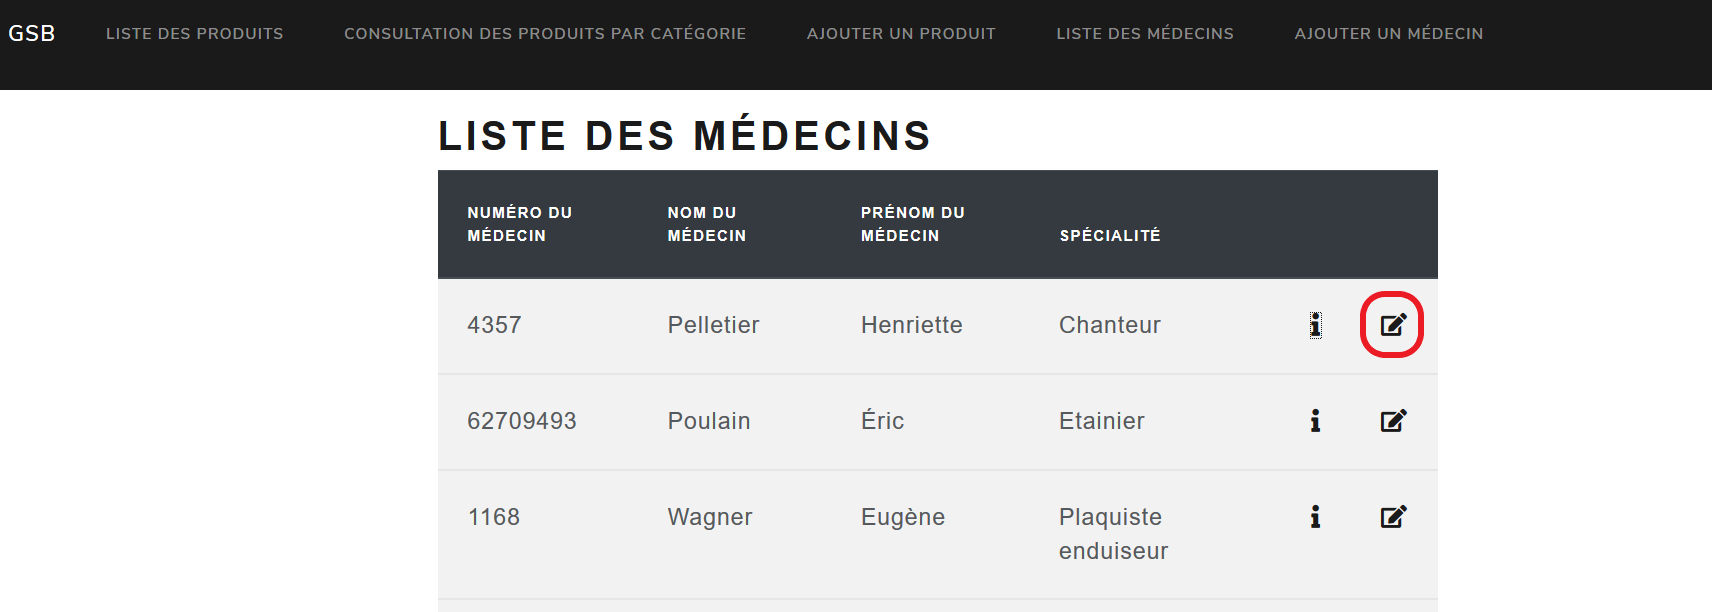 GSB LISTE DES PRODUITS CONSULTATION DES PRODUITS PAR CATÉGORIE AJOUTER UN PRODUIT LISTE DES MÉDECINS AJOUTER UN MÉDECIN
LISTE DES MÉDECINS
NUMÉRO DU MÉDECIN NOM DU MÉDECIN PRÉNOM DU MÉDECIN SPÉCIALITÉ
4357 Pelletier Henriette Chanteur
62709493 Poulain Éric Etainier
1168 Wagner Eugène Plaquiste
enduiseur